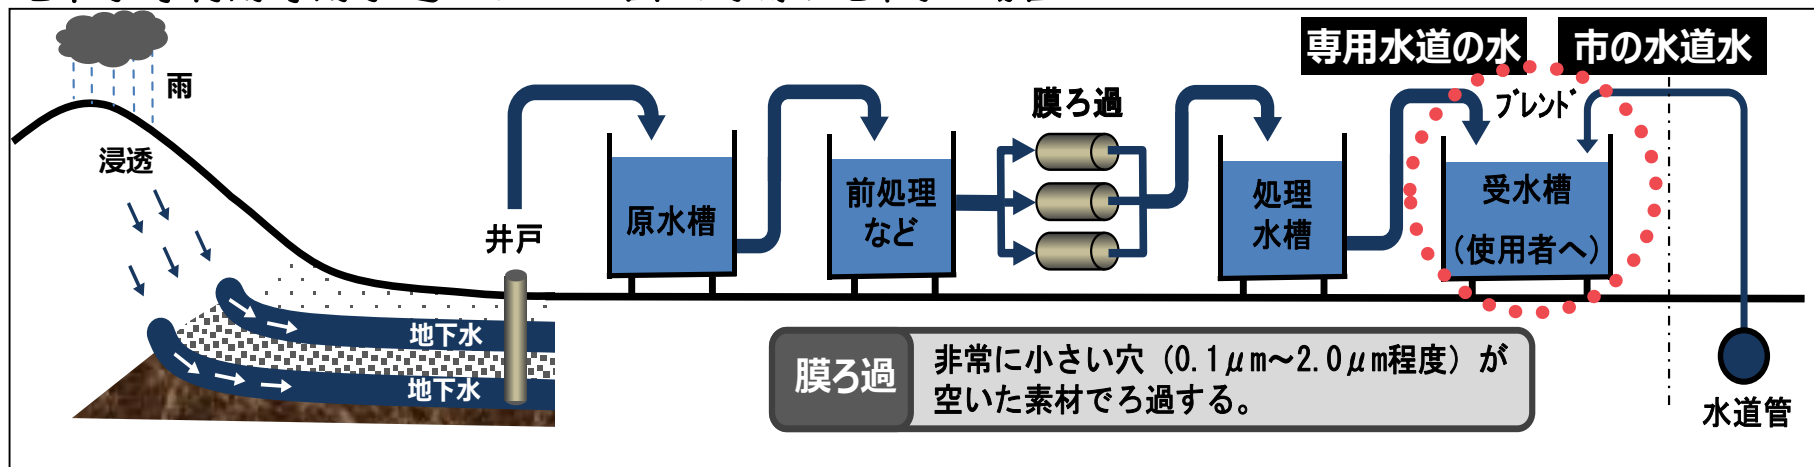 専用水道の水
市の水道水
雨
浸透
井戸
原水槽
前処理
など
膜ろ過
処理
水槽
ブレンド
受水槽
(使用者へ)
地下水
地下水
膜ろ過
非常に小さい穴（0.1μm～2.0μm程度）が
空いた素材でろ過する。
水道管